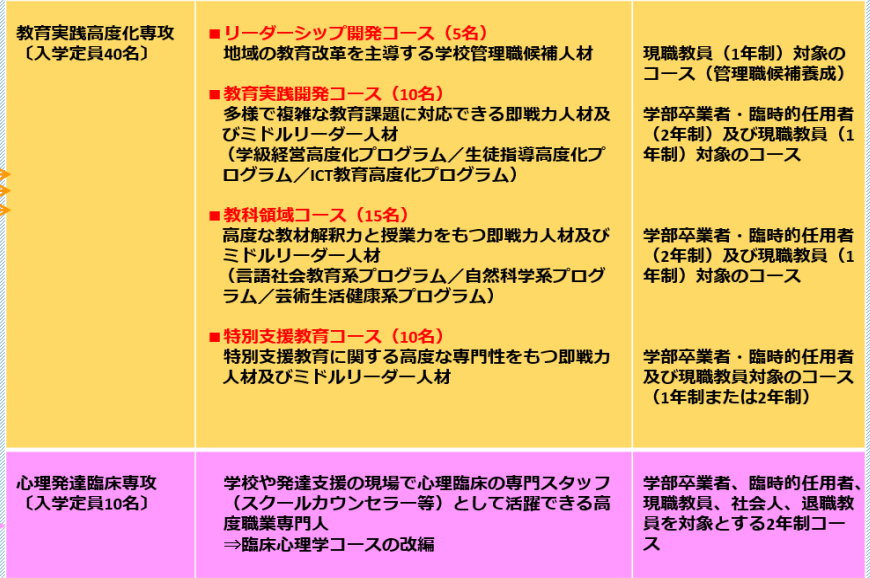 教育実践高度化専攻
〔入学定員40名〕
■リーダーシップ開発コース（5名）
地域の教育改革を主導する学校管理職候補人材
現職教員（1年制）対象の
コース（管理職候補養成）
■教育実践開発コース（10名）
多様で複雑な教育課題に対応できる即戦力人材及
びミドルリーダー人材
（学級経営高度化プログラム／生徒指導高度化プ
ログラム／ICT教育高度化プログラム）
学部卒業者・臨時的任用者
（2年制）及び現職教員（1
年制）対象のコース
■教科領域コース（15名）
高度な教材解釈力と授業力をもつ即戦力人材及び
ミドルリーダー人材
（言語社会教育系プログラム／自然科学系プログ
ラム／芸術生活健康系プログラム）
学部卒業者・臨時的任用者
（2年制）及び現職教員（1
年制）対象のコース
■特別支援教育コース（10名）
特別支援教育に関する高度な専門性をもつ即戦力
人材及びミドルリーダー人材
学部卒業者・臨時的任用者
及び現職教員対象のコース
（1年制または2年制）
心理発達臨床専攻
〔入学定員10名〕
学校や発達支援の現場で心理臨床の専門スタッフ
（スクールカウンセラー等）として活躍できる高
度職業専門人
⇒臨床心理学コースの改編
学部卒業者、臨時的任用者、
現職教員、社会人、退職教
員を対象とする2年制コー
ス